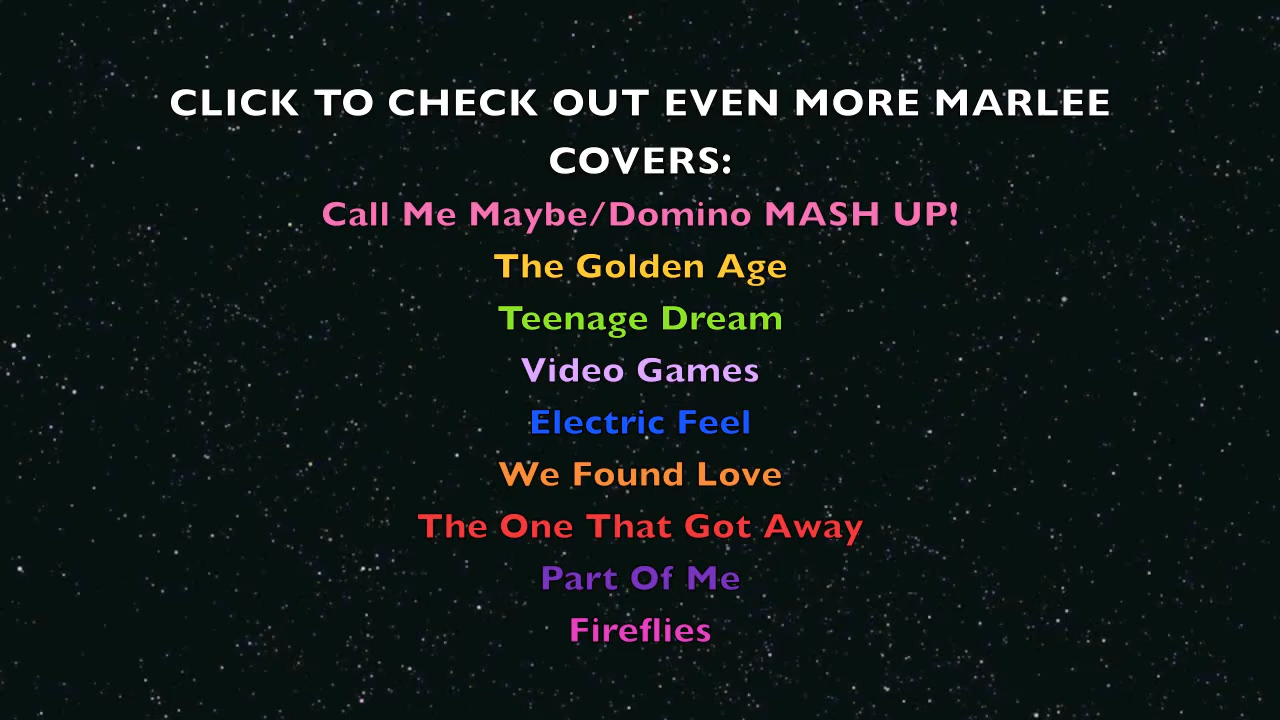 CLICK TO CHECK OUT EVEN MORE MARLEE
COVERS:
Call Me Maybe/Domino MASH UP!
The Golden Age
Teenage Dream
Video Games
Electric Feel
We Found Love
The One That Got Away
Part Of Me
Fireflies